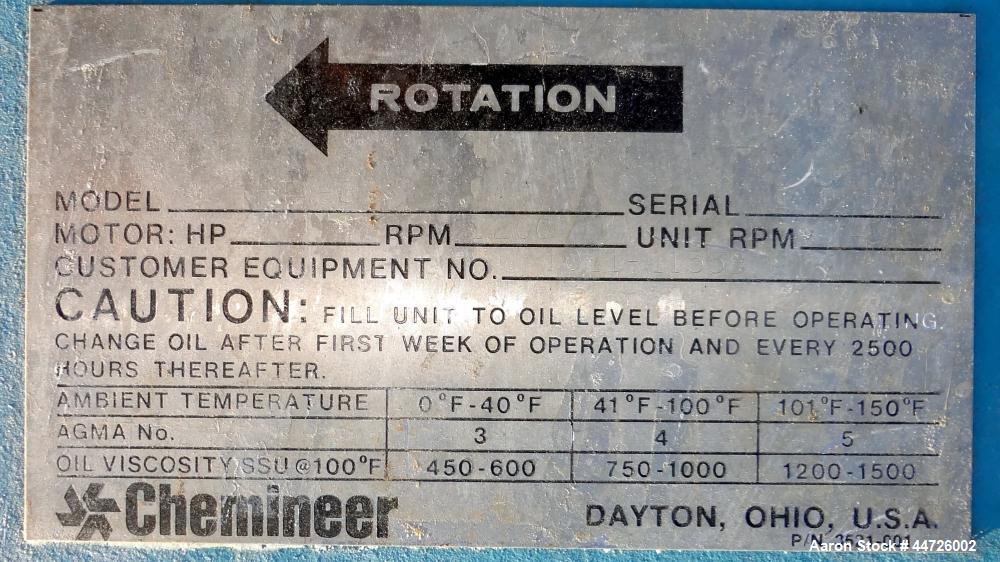 ROTATION
MODEL SERIAL
MOTOR: HP RPM UNIT RPM
CUSTOMER EQUIPMENT NO.
CAUTION: FILL UNIT TO OIL LEVEL BEFORE OPERATING.
CHANGE OIL AFTER FIRST WEEK OF OPERATION AND EVERY 2500
HOURS THEREAFTER.
AMBIENT TEMPERATURE 0°F-40°F 41°F-100°F 101°F-150°F
AGMA No. 3 4 5
OIL VISCOSITY SSU @100°F 450-600 750-1000 1200-1500
Chemineer DAYTON, OHIO, U.S.A.
P/N
Aaron Stock # 44726002